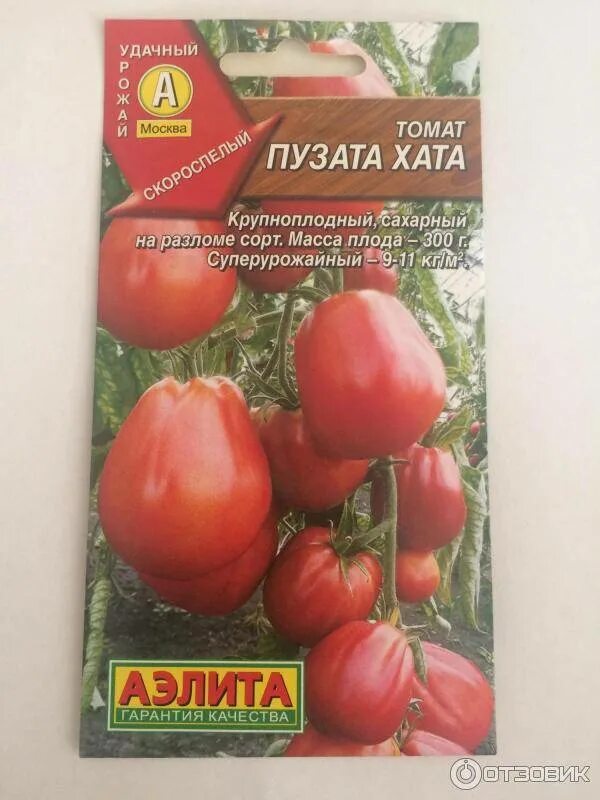 УДАЧНЫЙ
УРОЖАЙ
А
Москва
СКОРОСПЕЛЫЙ
ТОМАТ
ПУЗАТА ХАТА
Крупноплодный, сахарный
на разломе сорт. Масса плода – 300 г.
Суперурожайный – 9-11 кг/м².
АЭЛИТА
ГАРАНТИЯ КАЧЕСТВА
ОТЗОВИК